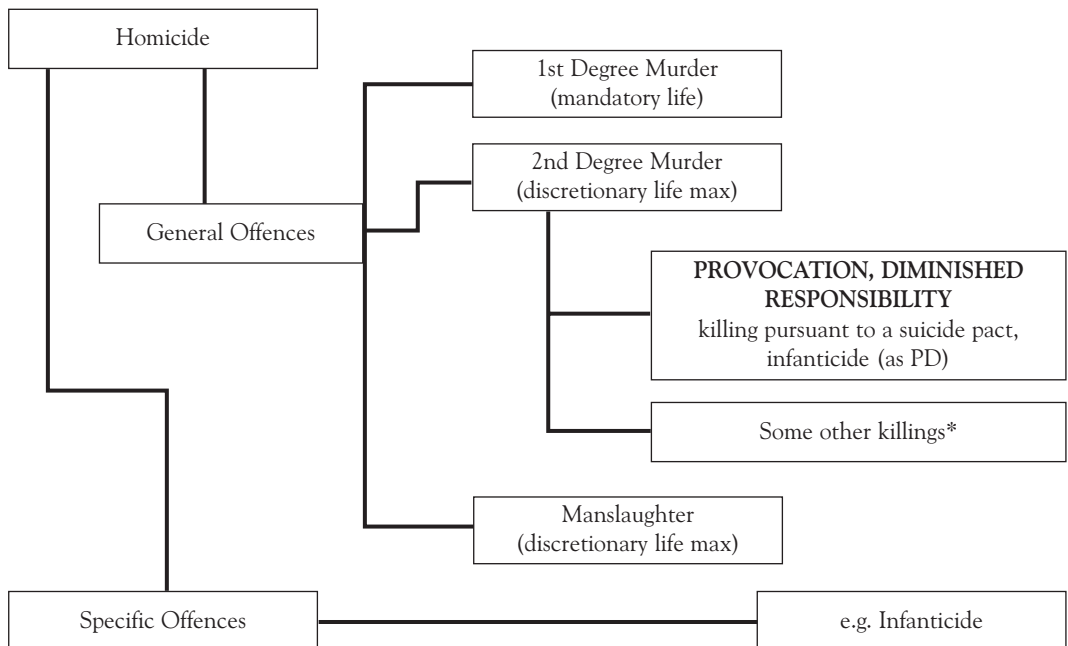 Homicide
1st Degree Murder
(mandatory life)
2nd Degree Murder
(discretionary life max)
General Offences
PROVOCATION, DIMINISHED
RESPONSIBILITY
killing pursuant to a suicide pact,
infanticide (as PD)
Some other killings*
Manslaughter
(discretionary life max)
Specific Offences
e.g. Infanticide